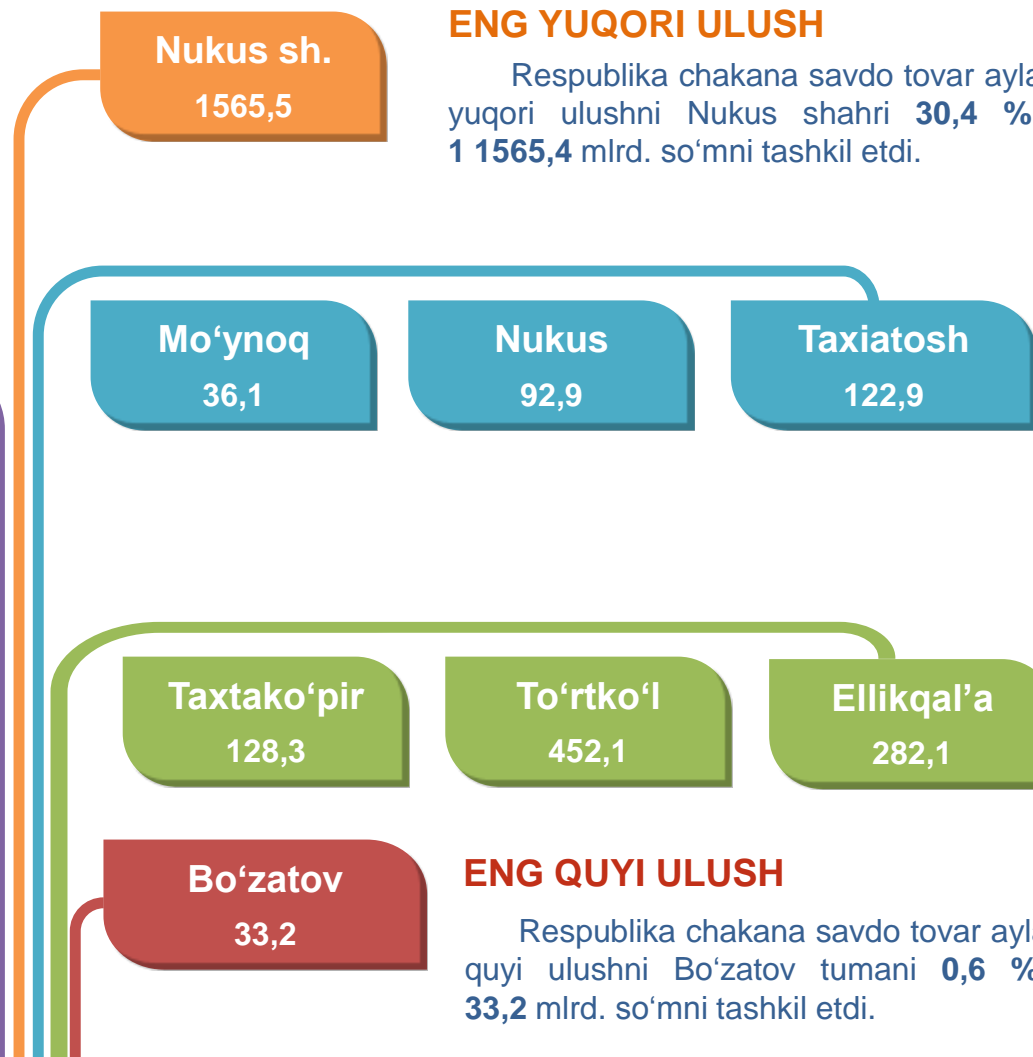 Nukus sh.
1565,5
ENG YUQORI ULUSH
Respublika chakana savdo tovar
yuqori ulushni Nukus shahri 30,4 %
1 1565,4 mlrd. so‘mni tashkil etdi.
Mo‘ynoq
36,1
Nukus
92,9
Taxiatosh
122,9
Taxtako‘pir
128,3
To‘rtko‘l
452,1
Ellikqal’a
282,1
Bo‘zatov
33,2
ENG QUYI ULUSH
Respublika chakana savdo tovar
quyi ulushni Bo‘zatov tumani 0,6 %
33,2 mlrd. so‘mni tashkil etdi.